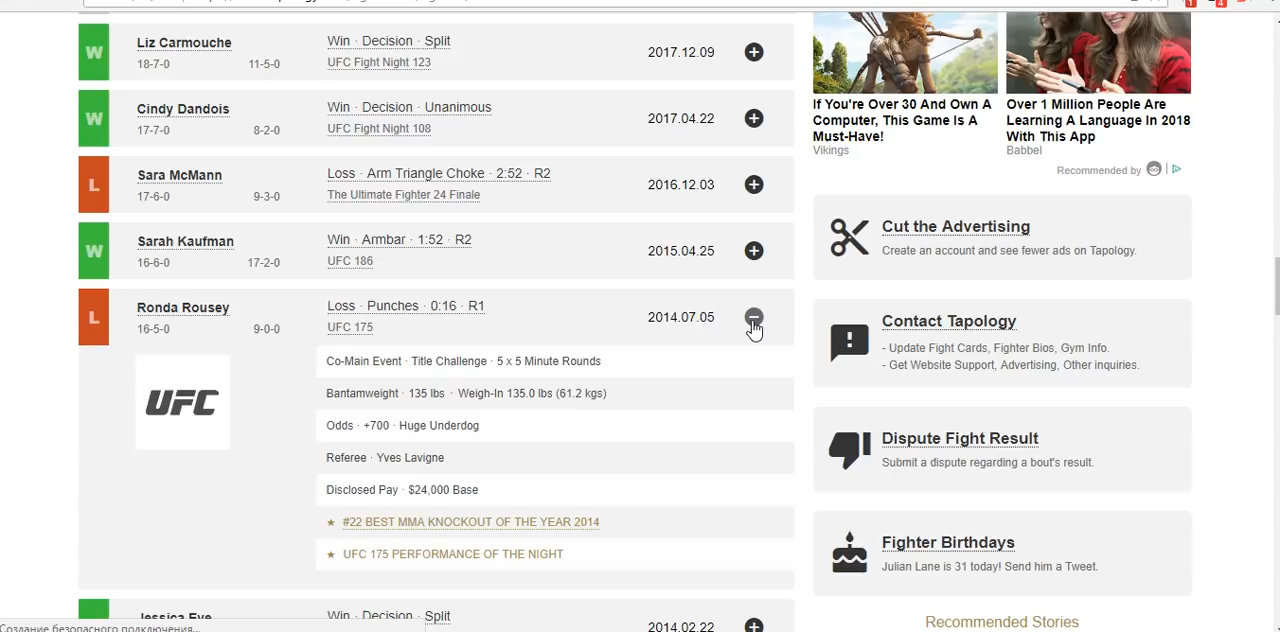 1
4
W
Liz Carmouche
18-7-0
11-5-0
Win · Decision · Split
UFC Fight Night 123
2017.12.09
W
Cindy Dandois
17-7-0
8-2-0
Win · Decision · Unanimous
UFC Fight Night 108
2017.04.22
L
Sara McMann
17-6-0
9-3-0
Loss · Arm Triangle Choke · 2:52 · R2
The Ultimate Fighter 24 Finale
2016.12.03
W
Sarah Kaufman
16-6-0
17-2-0
Win · Armbar · 1:52 · R2
UFC 186
2015.04.25
L
Ronda Rousey
16-5-0
9-0-0
Loss · Punches · 0:16 · R1
UFC 175
2014.07.05
UFC
Co-Main Event · Title Challenge · 5 x 5 Minute Rounds
Bantamweight · 135 lbs · Weigh-In 135.0 lbs (61.2 kgs)
Odds · +700 · Huge Underdog
Referee · Yves Lavigne
Disclosed Pay · $24,000 Base
★ #22 BEST MMA KNOCKOUT OF THE YEAR 2014
★ UFC 175 PERFORMANCE OF THE NIGHT
Jessica Eye
Win · Decision · Split
2014.02.22
Создание безопасного подключения...
If You're Over 30 And Own A
Computer, This Game Is A
Must-Have!
Vikings
Over 1 Million People Are
Learning A Language In 2018
With This App
Babbel
Recommended by
Cut the Advertising
Create an account and see fewer ads on Tapology.
Contact Tapology
- Update Fight Cards, Fighter Bios, Gym Info.
- Get Website Support, Advertising, Other inquiries.
Dispute Fight Result
Submit a dispute regarding a bout's result.
Fighter Birthdays
Julian Lane is 31 today! Send him a Tweet.
Recommended Stories